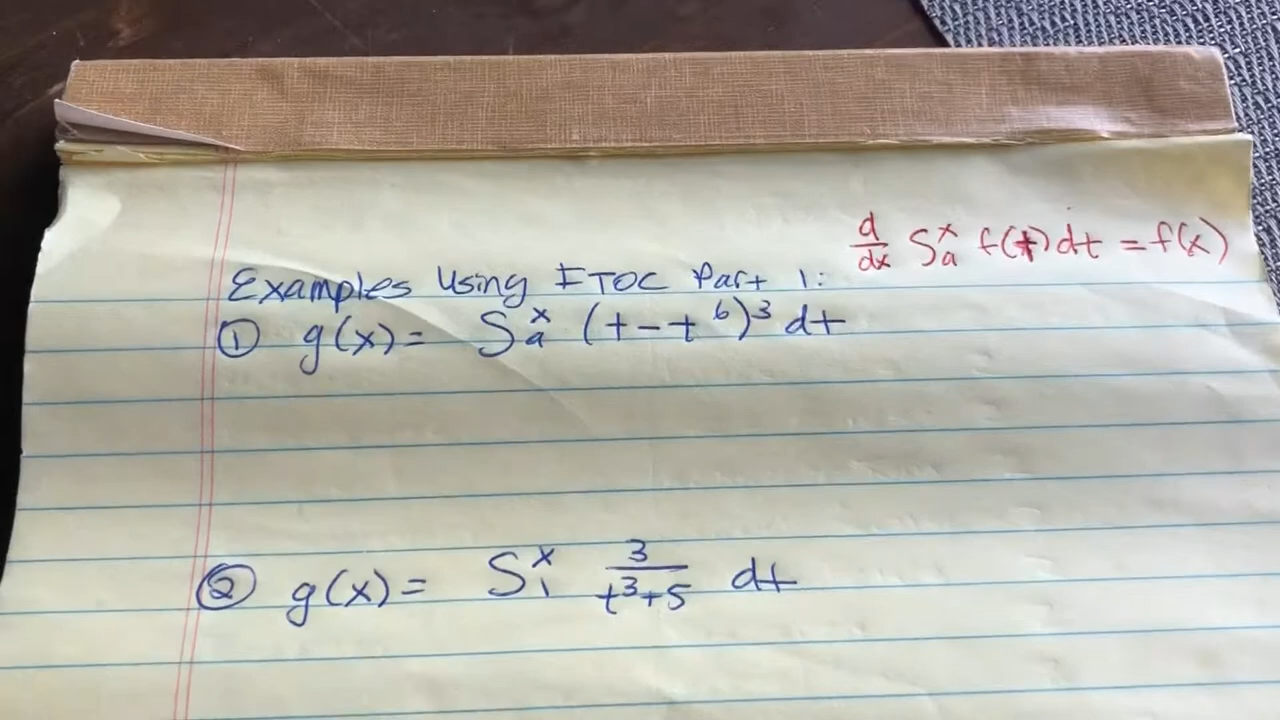 d/dx ∫ₐˣ f(t) dt = f(x)
Examples Using FTOC Part 1:
① g(x) = ∫ₐˣ (t - t⁶)³ dt
② g(x) = ∫₁ˣ 3/(t³+5) dt